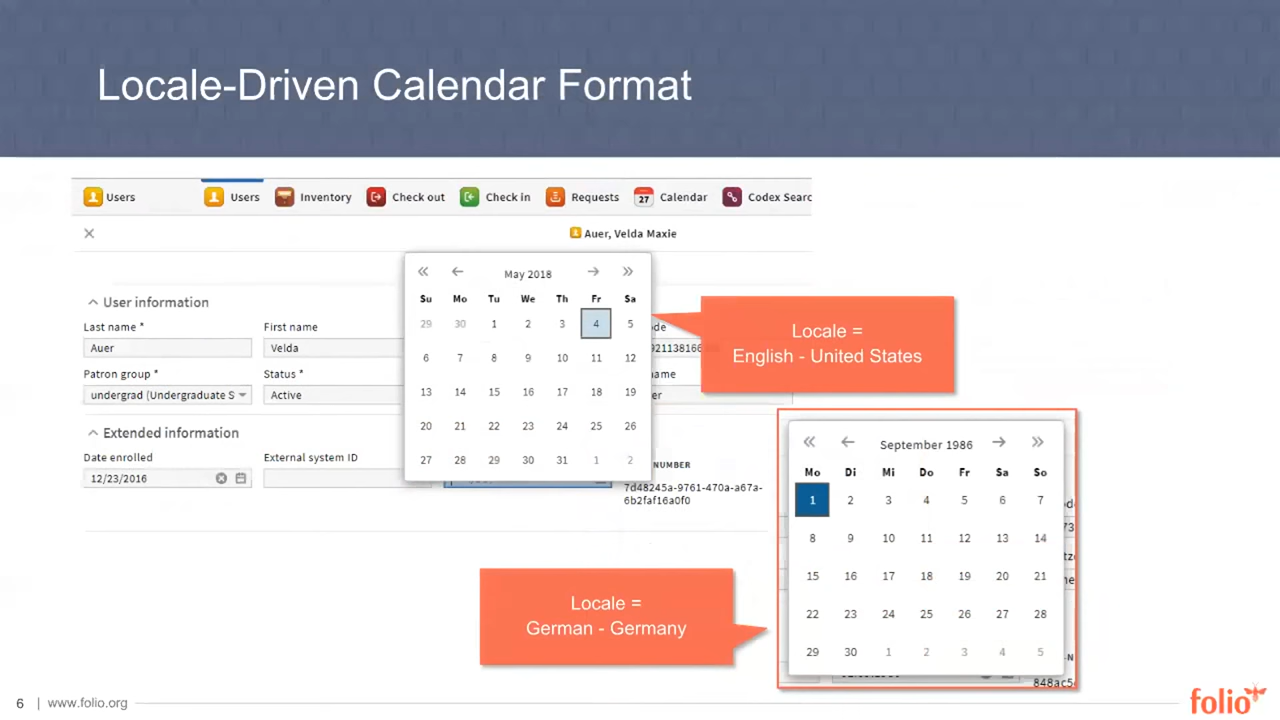 Locale-Driven Calendar Format
Users
Users
Inventory
Check out
Check in
Requests
27
Calendar
Codex Searc
Auer, Velda Maxie
User information
Last name *
First name
Auer
Velda
Patron group *
Status *
undergrad (Undergraduate S
Active
Extended information
Date enrolled
External system ID
12/23/2016
NUMBER
7d48245a-9761-470a-a67a-
6b2faf16a0f0
May 2018
Su Mo Tu We Th Fr Sa
29 30 1 2 3 4 5
6 7 8 9 10 11 12
13 14 15 16 17 18 19
20 21 22 23 24 25 26
27 28 29 30 31 1 2
Locale =
English - United States
September 1986
Mo Di Mi Do Fr Sa So
1 2 3 4 5 6 7
8 9 10 11 12 13 14
15 16 17 18 19 20 21
22 23 24 25 26 27 28
29 30 1 2 3 4 5
848ac5
Locale =
German - Germany
6 | www.folio.org
folio